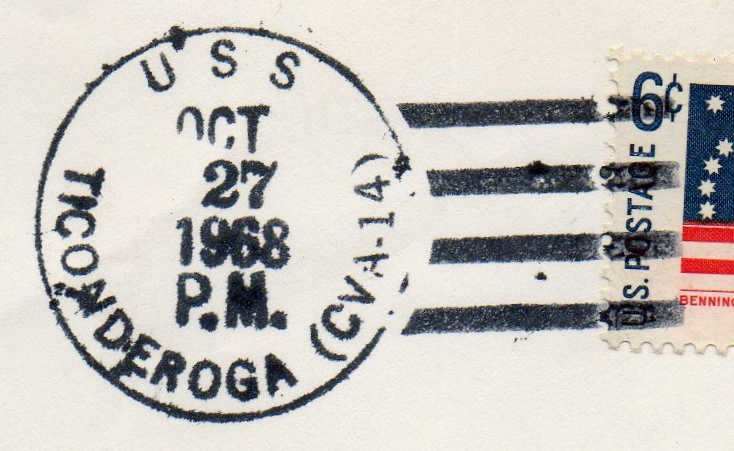 USS
OCT
27
1968
P.M.
TICONDEROGA (CVA-14)
6¢
U.S. POSTAGE
BENNING